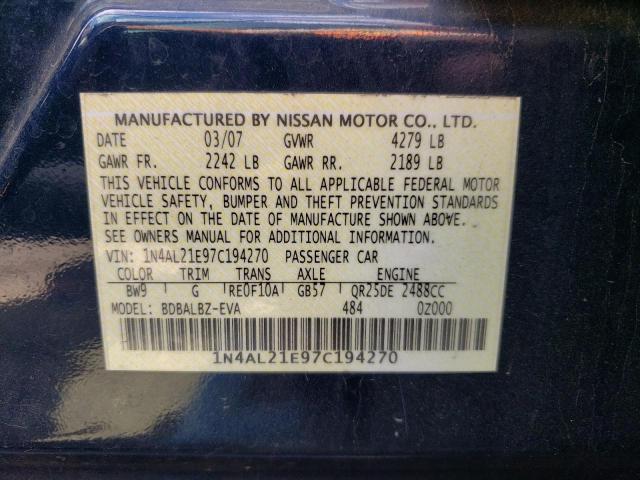 MANUFACTURED BY NISSAN MOTOR CO., LTD.
DATE 03/07 GVWR 4279 LB
GAWR FR. 2242 LB GAWR RR. 2189 LB
THIS VEHICLE CONFORMS TO ALL APPLICABLE FEDERAL MOTOR
VEHICLE SAFETY, BUMPER AND THEFT PREVENTION STANDARDS
IN EFFECT ON THE DATE OF MANUFACTURE SHOWN ABOVE.
SEE OWNERS MANUAL FOR ADDITIONAL INFORMATION.
VIN: 1N4AL21E97C194270 PASSENGER CAR
COLOR TRIM TRANS AXLE ENGINE
BW9 G RE0F10A GB57 QR25DE 2488CC
MODEL: BDBALBZ-EVA 484 0Z000
1N4AL21E97C194270